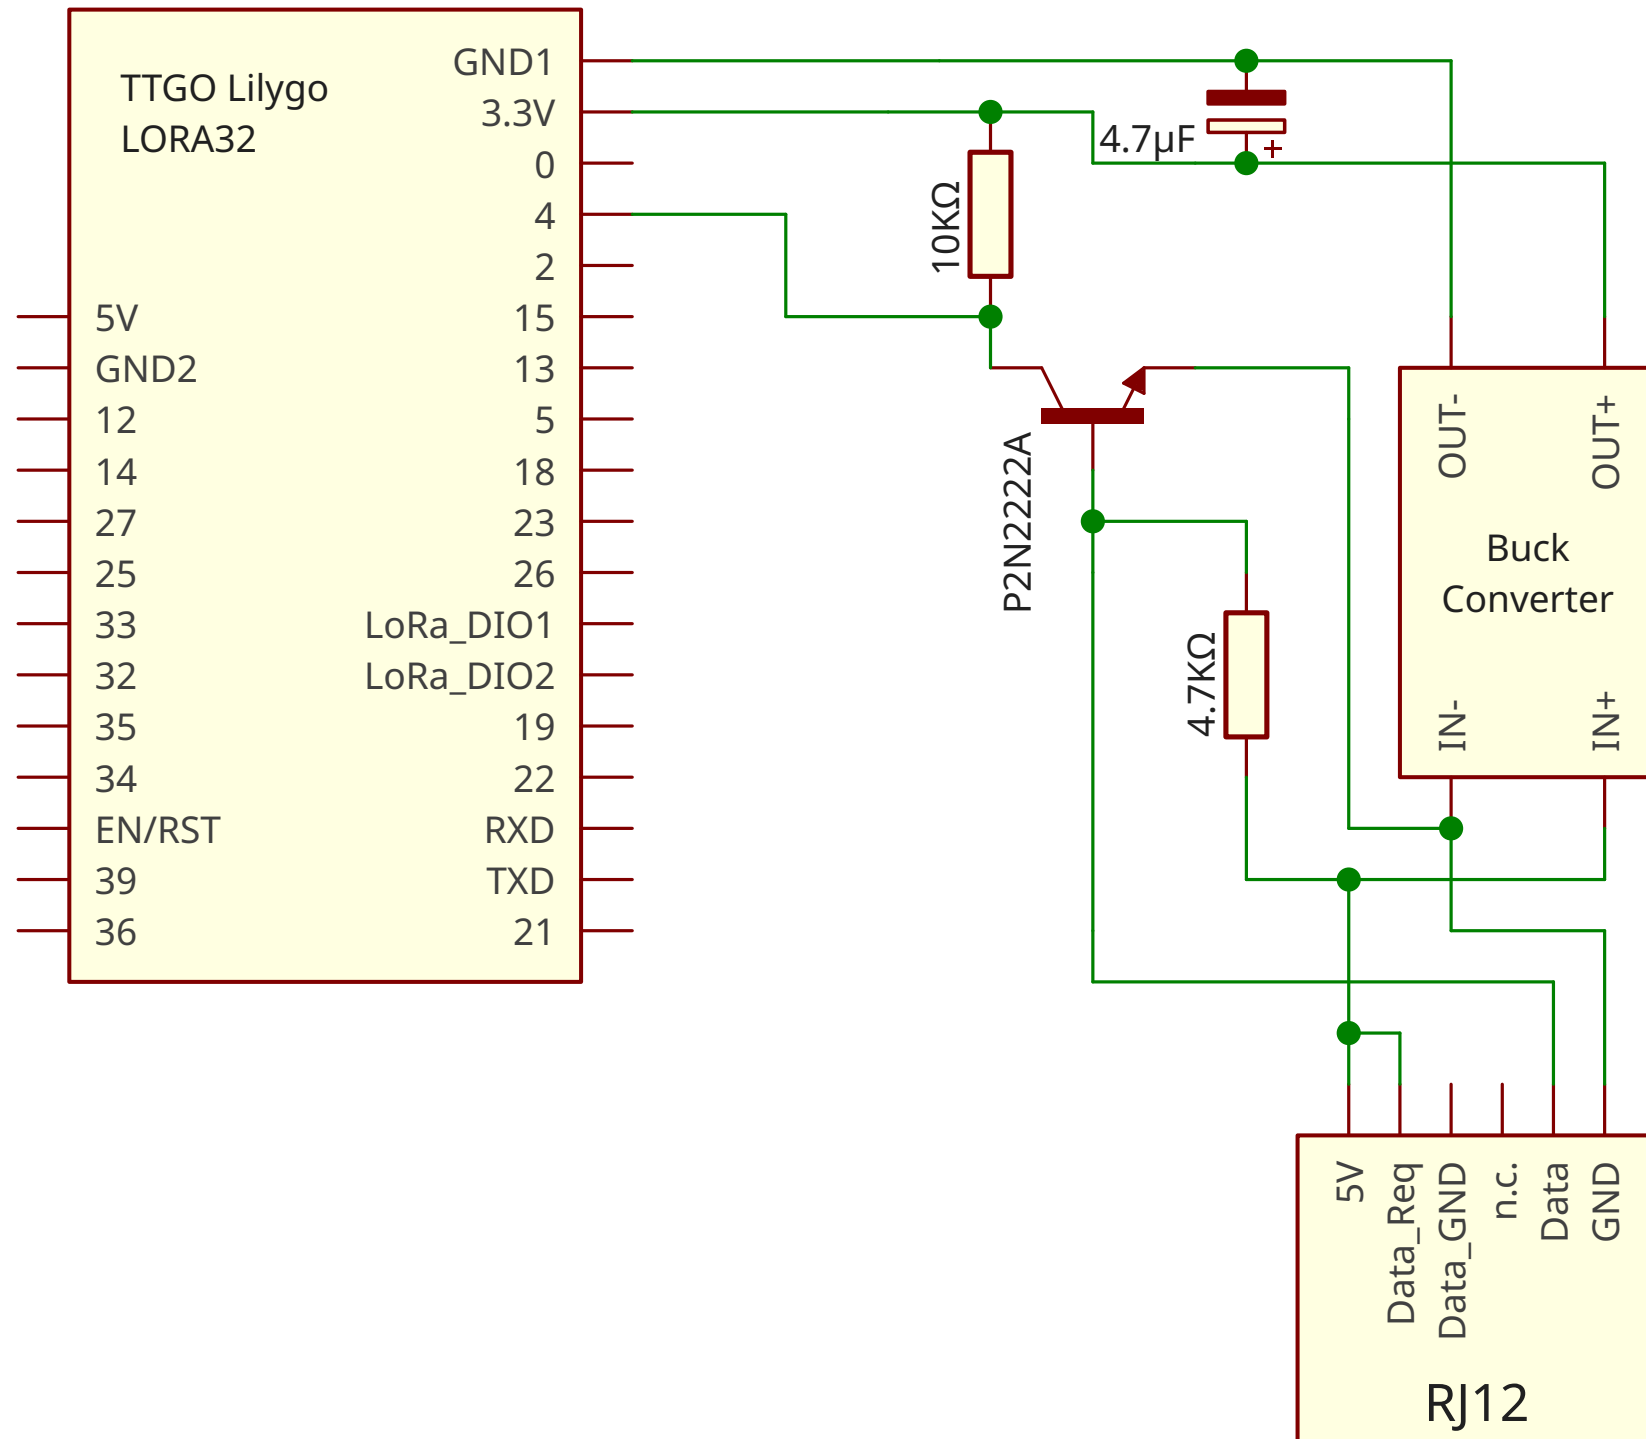 TTGO Lilygo
LORA32
GND1
3.3V
0
4
2
15
13
5
18
23
26
LoRa_DIO1
LoRa_DIO2
19
22
RXD
TXD
21
5V
GND2
12
14
27
25
33
32
35
34
EN/RST
39
36
4.7µF
+
10KΩ
P2N2222A
4.7KΩ
OUT-
OUT+
Buck
Converter
IN-
IN+
5V
Data_Req
Data_GND
n.c.
Data
GND
RJ12